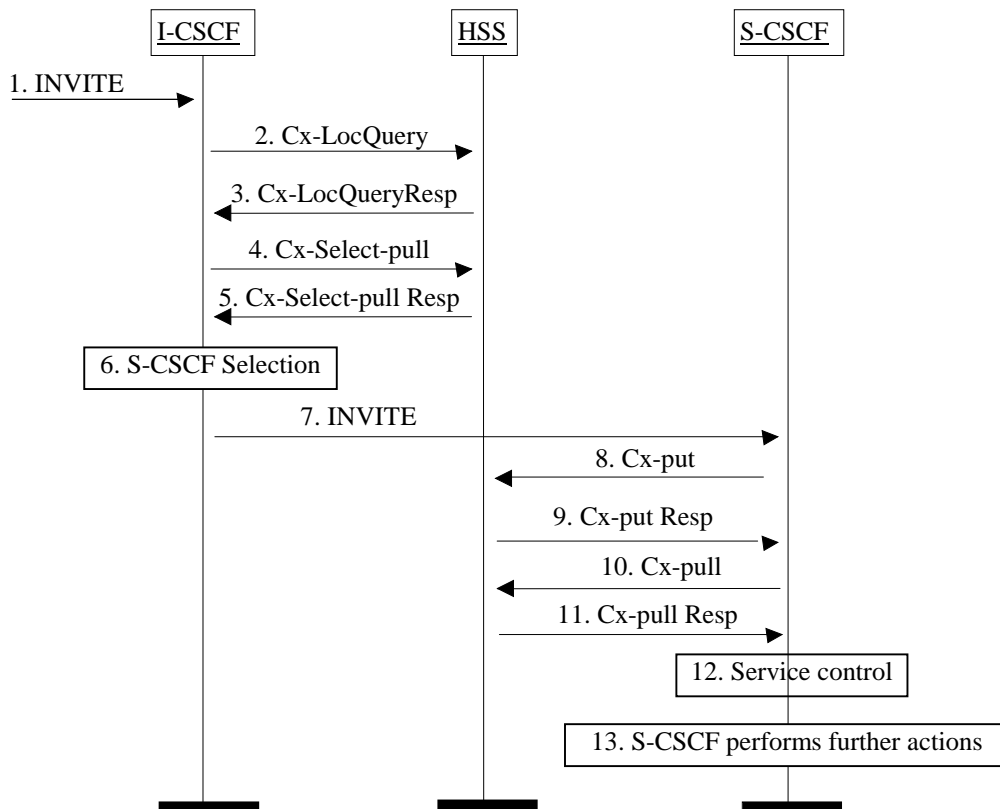 I-CSCF
HSS
S-CSCF
1. INVITE
2. Cx-LocQuery
3. Cx-LocQueryResp
4. Cx-Select-pull
5. Cx-Select-pull Resp
6. S-CSCF Selection
7. INVITE
8. Cx-put
9. Cx-put Resp
10. Cx-pull
11. Cx-pull Resp
12. Service control
13. S-CSCF performs further actions